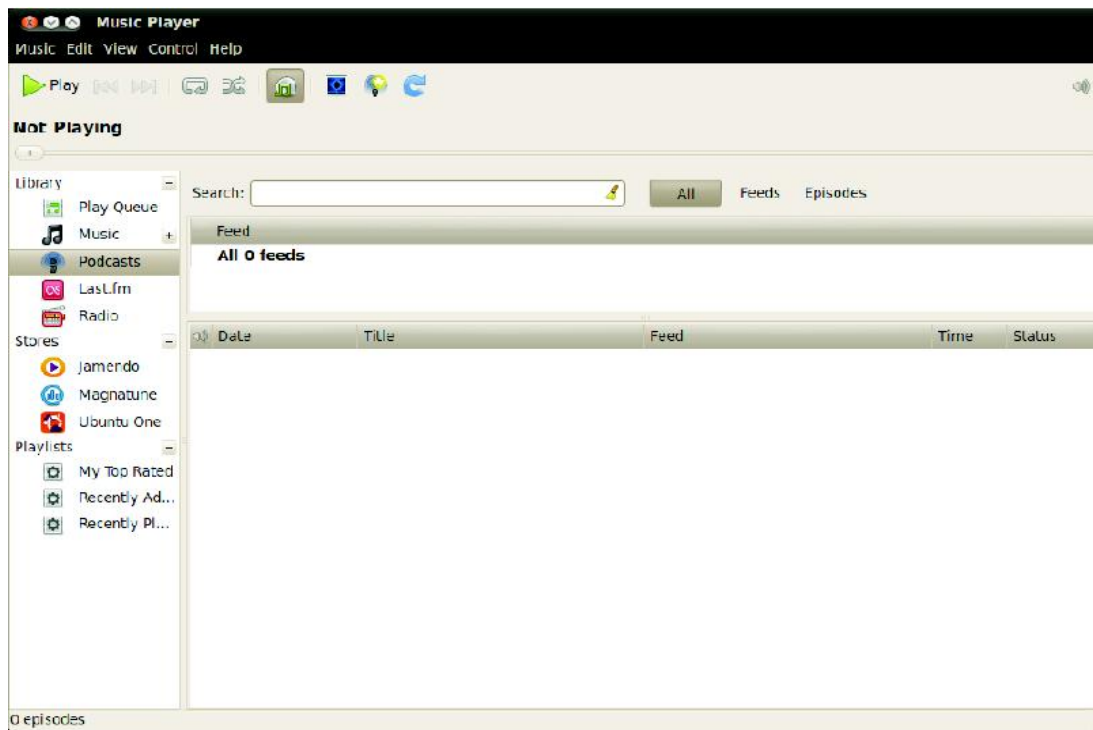 Music Player
Music Edit View Control Help
Play
Not Playing
Library
Play Queue
Music
Podcasts
Last.fm
Radio
Stores
Jamendo
Magnatune
Ubuntu One
Playlists
My Top Rated
Recently Ad...
Recently Pl...
Search:
All Feeds Episodes
Feed
All 0 feeds
Date Title Feed Time Status
0 episodes